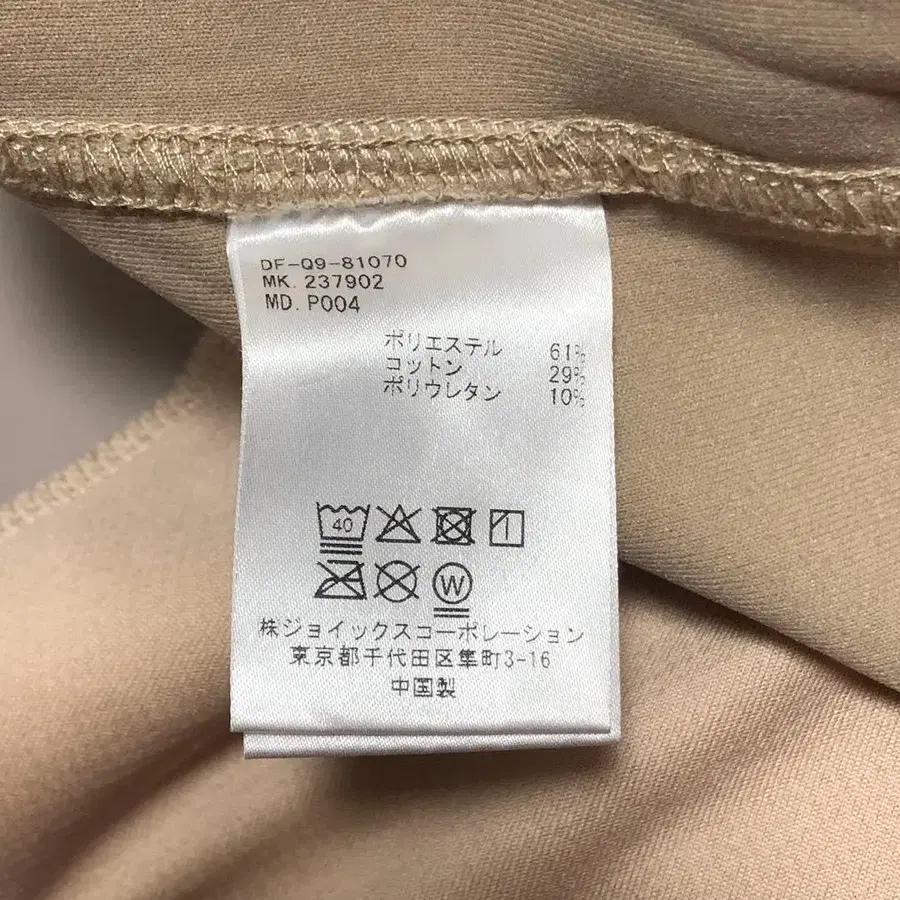 DF-Q9-81070
MK. 237902
MD. P004
ポリエステル 61%
コットン 29%
ポリウレタン 10%
40
W
株ジョイックスコーポレーション
東京都千代田区隼町3-16
中国製